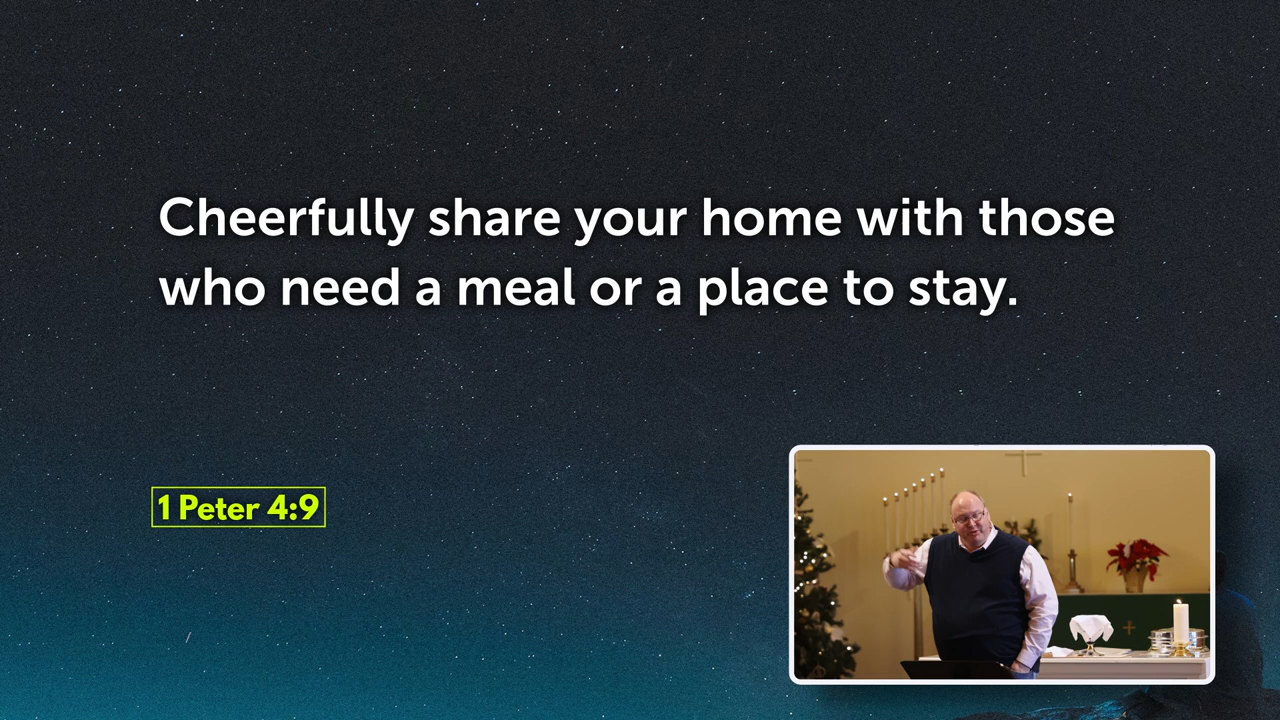 Cheerfully share your home with those
who need a meal or a place to stay.
1 Peter 4:9